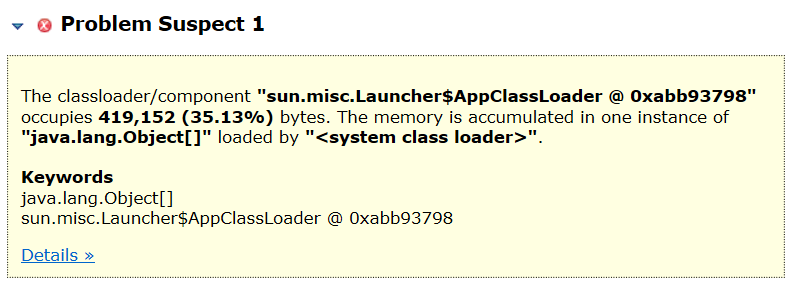 Problem Suspect 1
The classloader/component "sun.misc.Launcher$AppClassLoader @ 0xabb93798"
occupies 419,152 (35.13%) bytes. The memory is accumulated in one instance of
"java.lang.Object[]" loaded by "<system class loader>".
Keywords
java.lang.Object[]
sun.misc.Launcher$AppClassLoader @ 0xabb93798
Details »